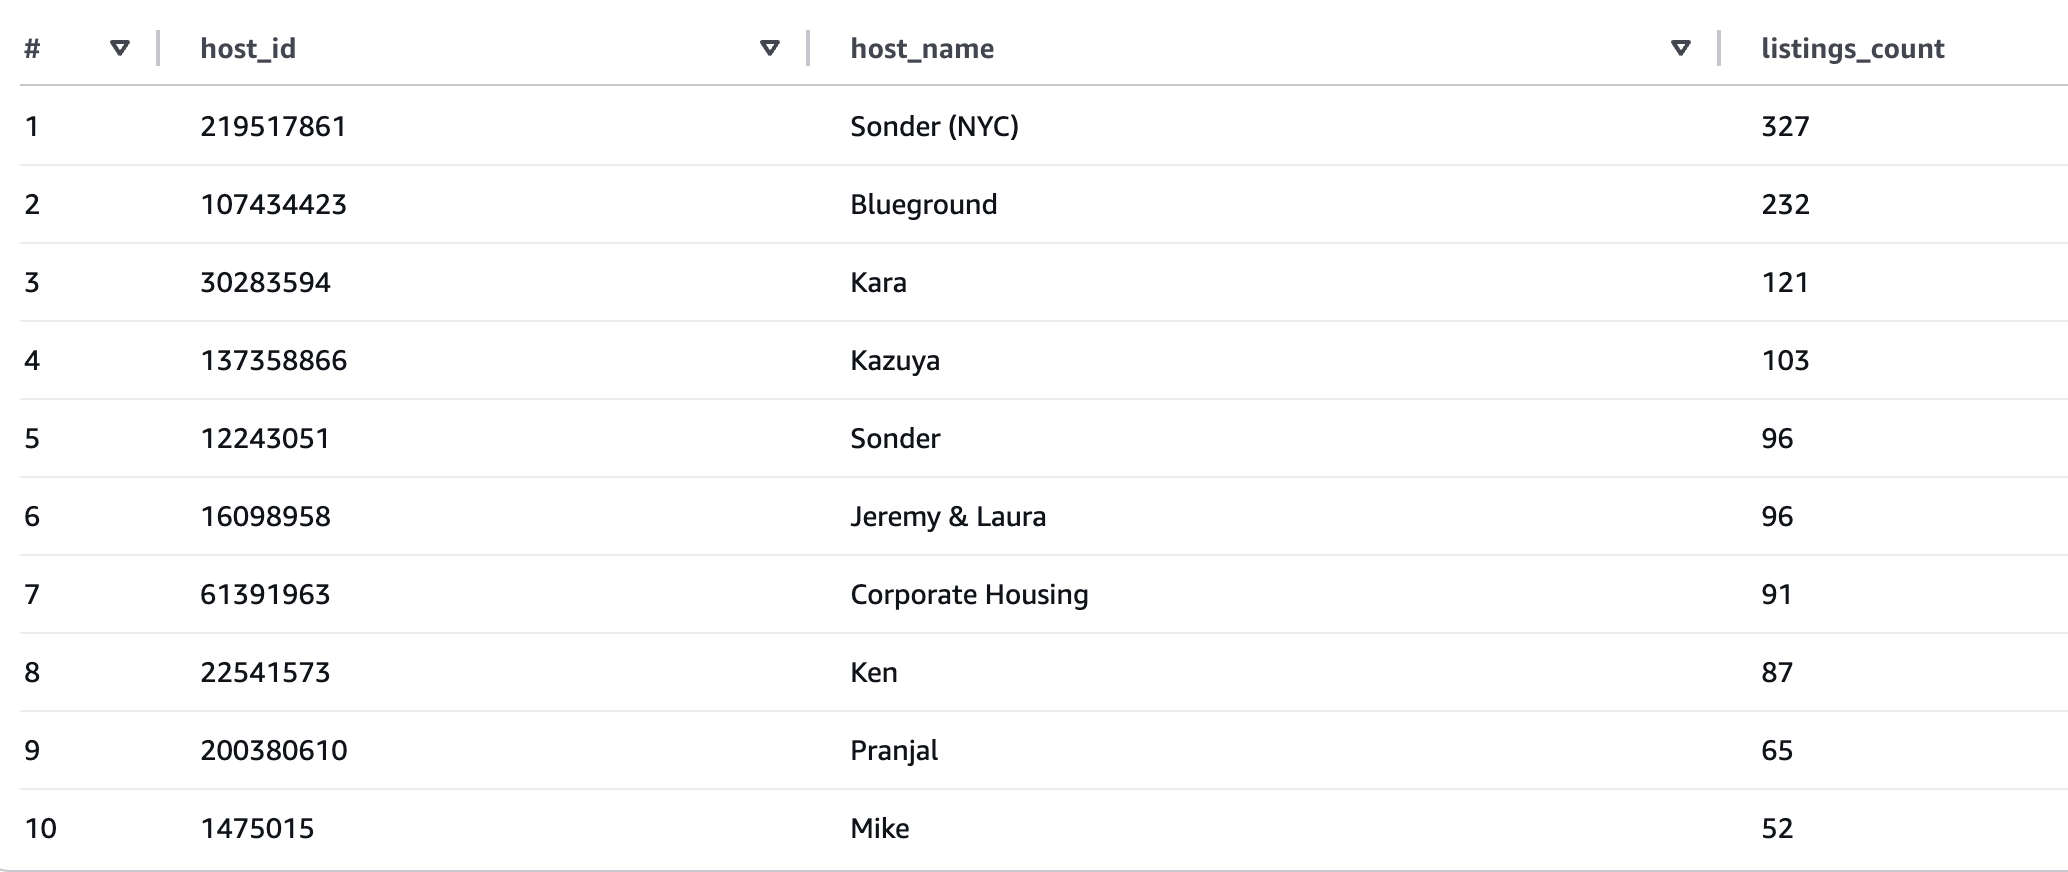 # host_id host_name listings_count
1 219517861 Sonder (NYC) 327
2 107434423 Blueground 232
3 30283594 Kara 121
4 137358866 Kazuya 103
5 12243051 Sonder 96
6 16098958 Jeremy & Laura 96
7 61391963 Corporate Housing 91
8 22541573 Ken 87
9 200380610 Pranjal 65
10 1475015 Mike 52